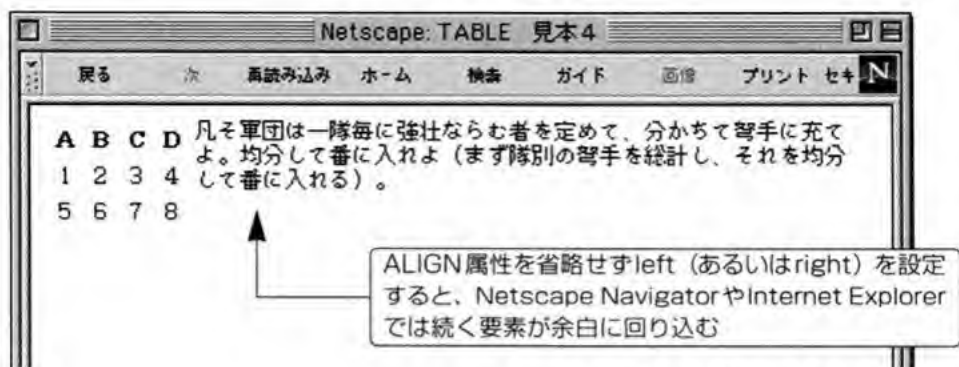 Netscape: TABLE 見本4
戻る 次 再読み込み ホーム 検索 ガイド 画像 プリント セキ N
A B C D
1 2 3 4
5 6 7 8
凡そ軍団は一隊毎に強壮ならむ者を定めて、分かちて弩手に充て
よ。均分して番に入れよ（まず隊別の弩手を総計し、それを均分
して番に入れる）。
ALIGN属性を省略せずleft（あるいはright）を設定
すると、Netscape NavigatorやInternet Explorer
では続く要素が余白に回り込む